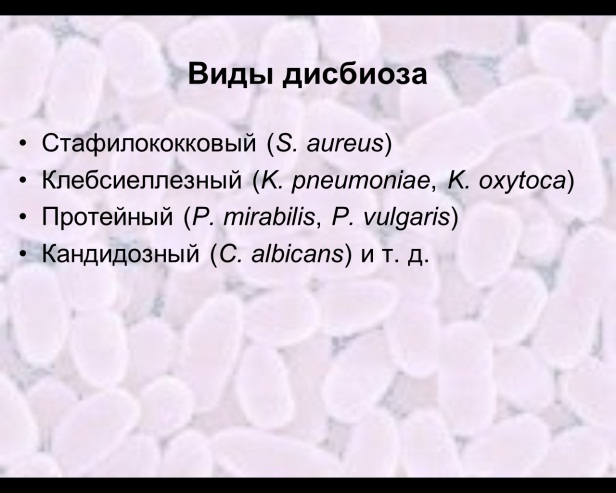 Виды дисбиоза
• Стафилококковый (S. aureus)
• Клебсиеллезный (K. pneumoniae, K. oxytoca)
• Протейный (P. mirabilis, P. vulgaris)
• Кандидозный (C. albicans) и т. д.